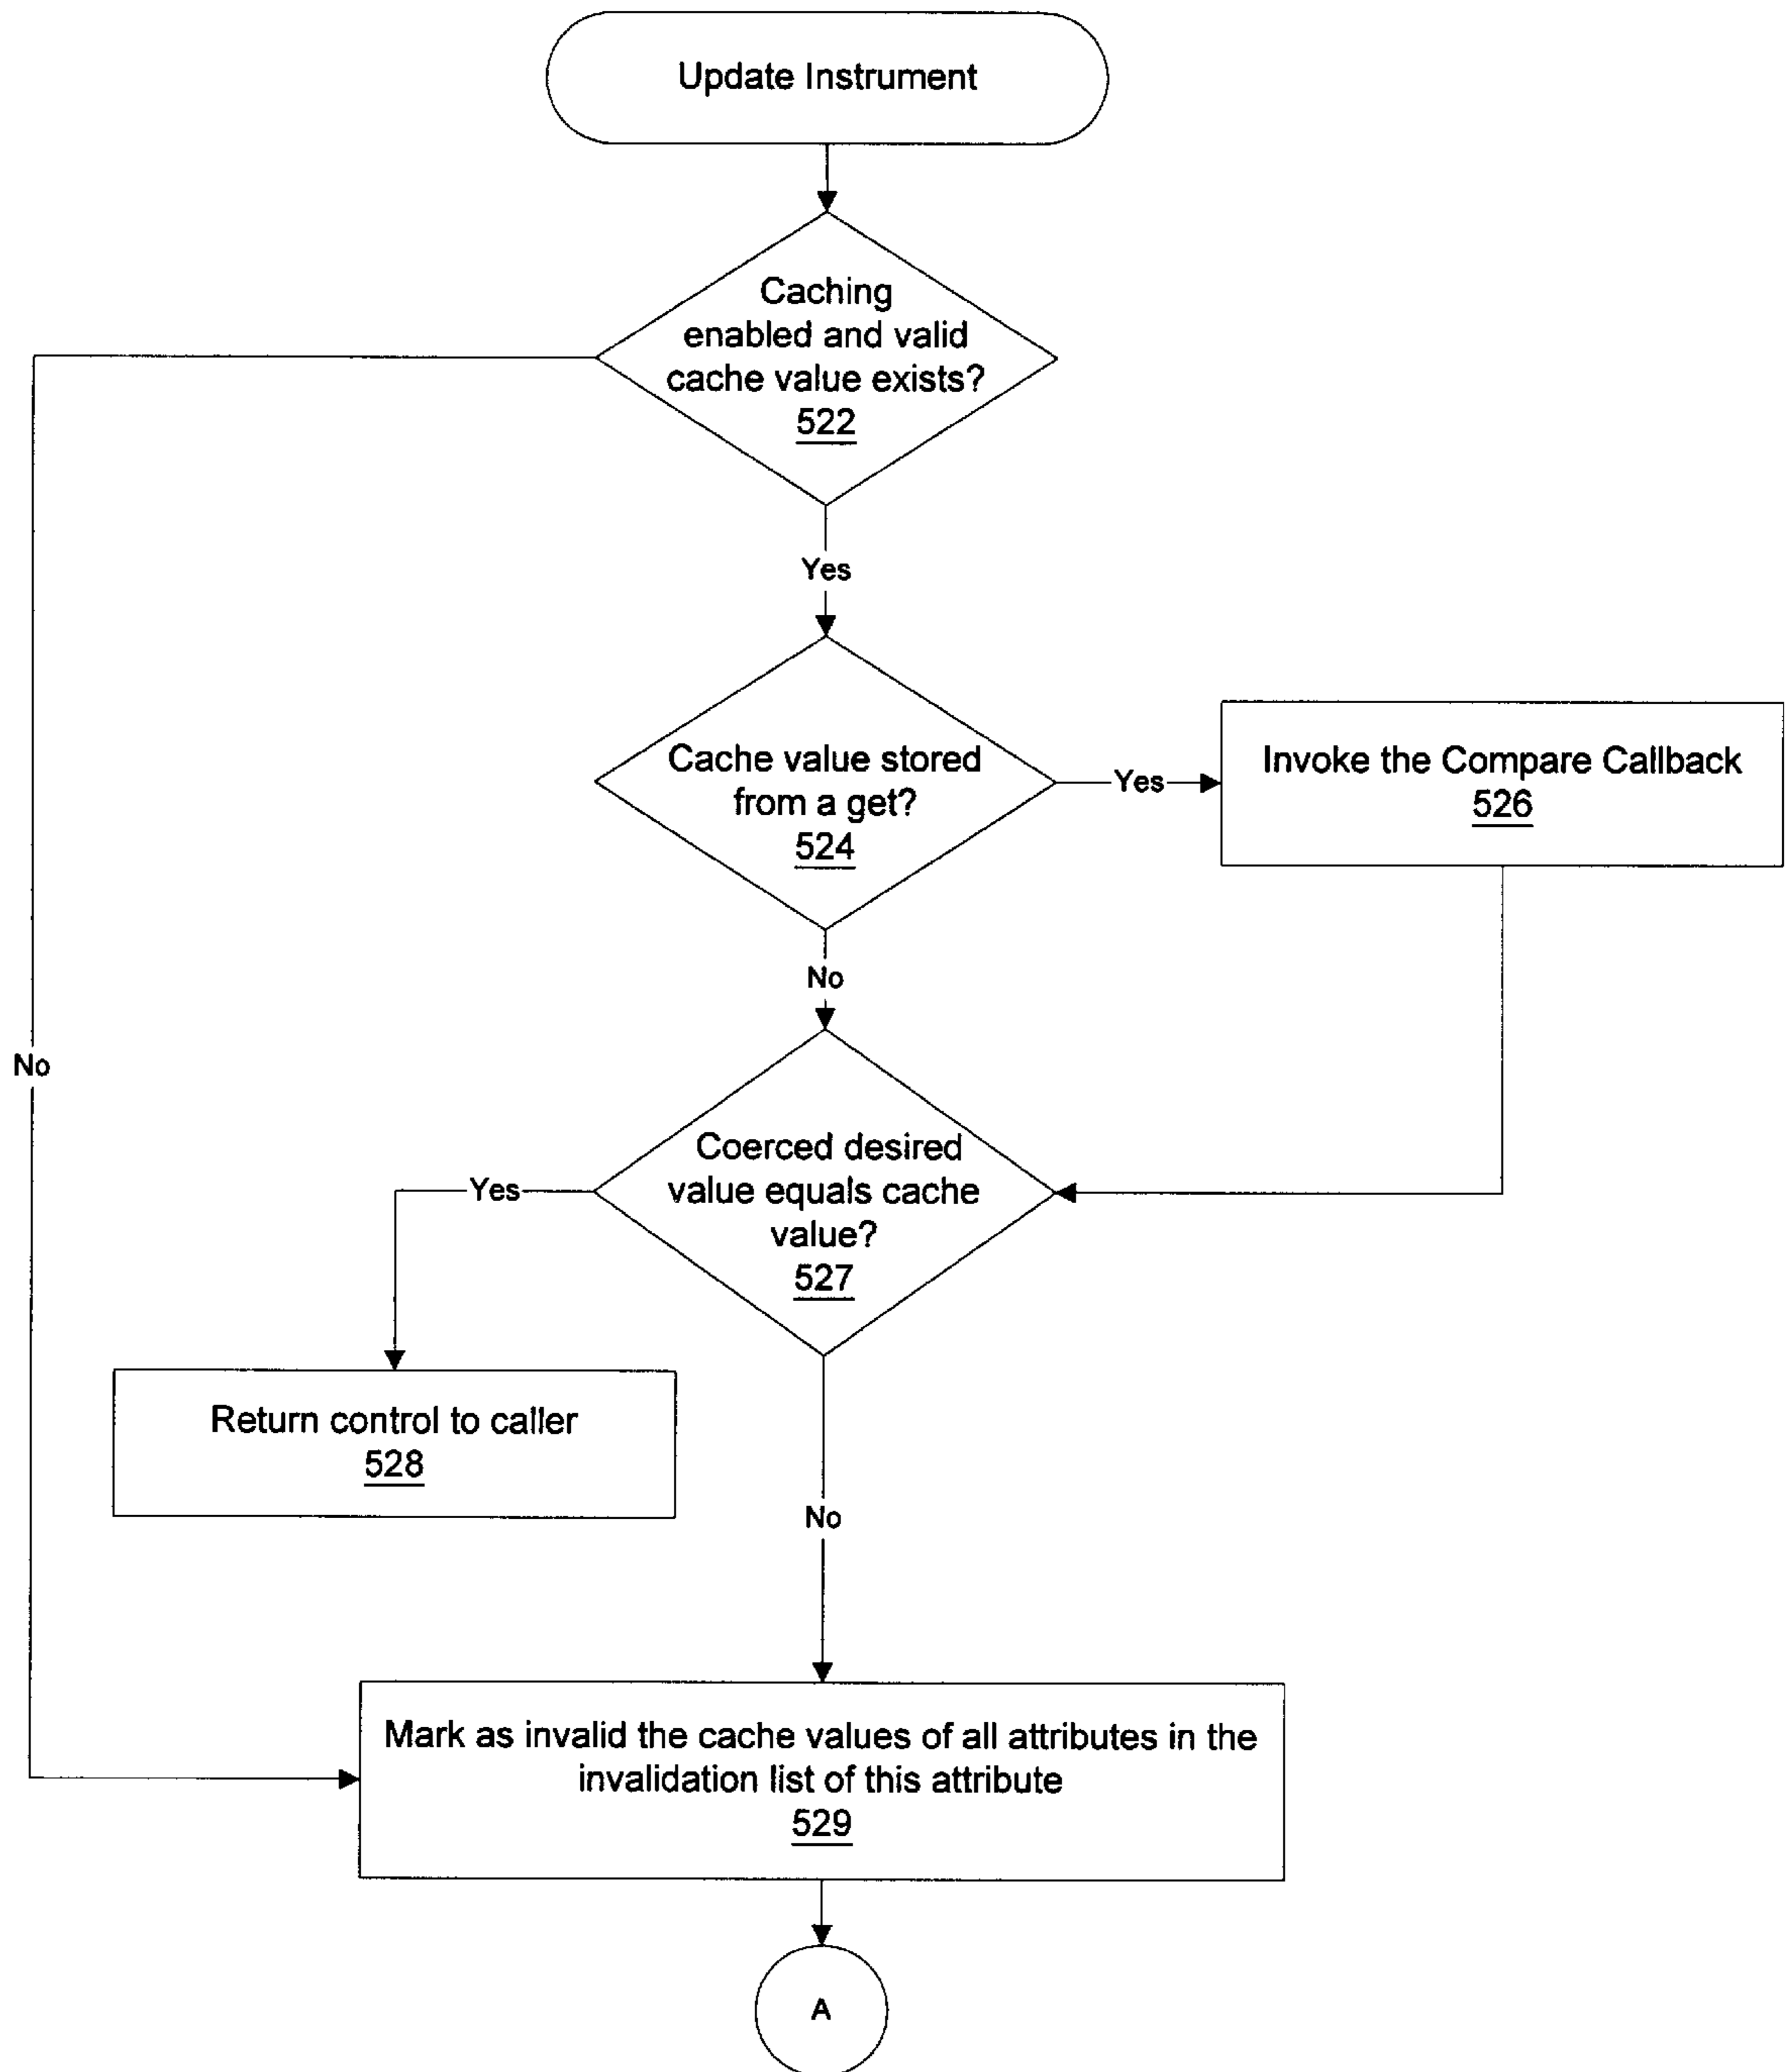 Update Instrument
Caching
enabled and valid
cache value exists?
522
Yes
Cache value stored
from a get?
524
Yes
Invoke the Compare Callback
526
No
No
Coerced desired
value equals cache
value?
527
Yes
Return control to caller
528
No
Mark as invalid the cache values of all attributes in the
invalidation list of this attribute
529
A